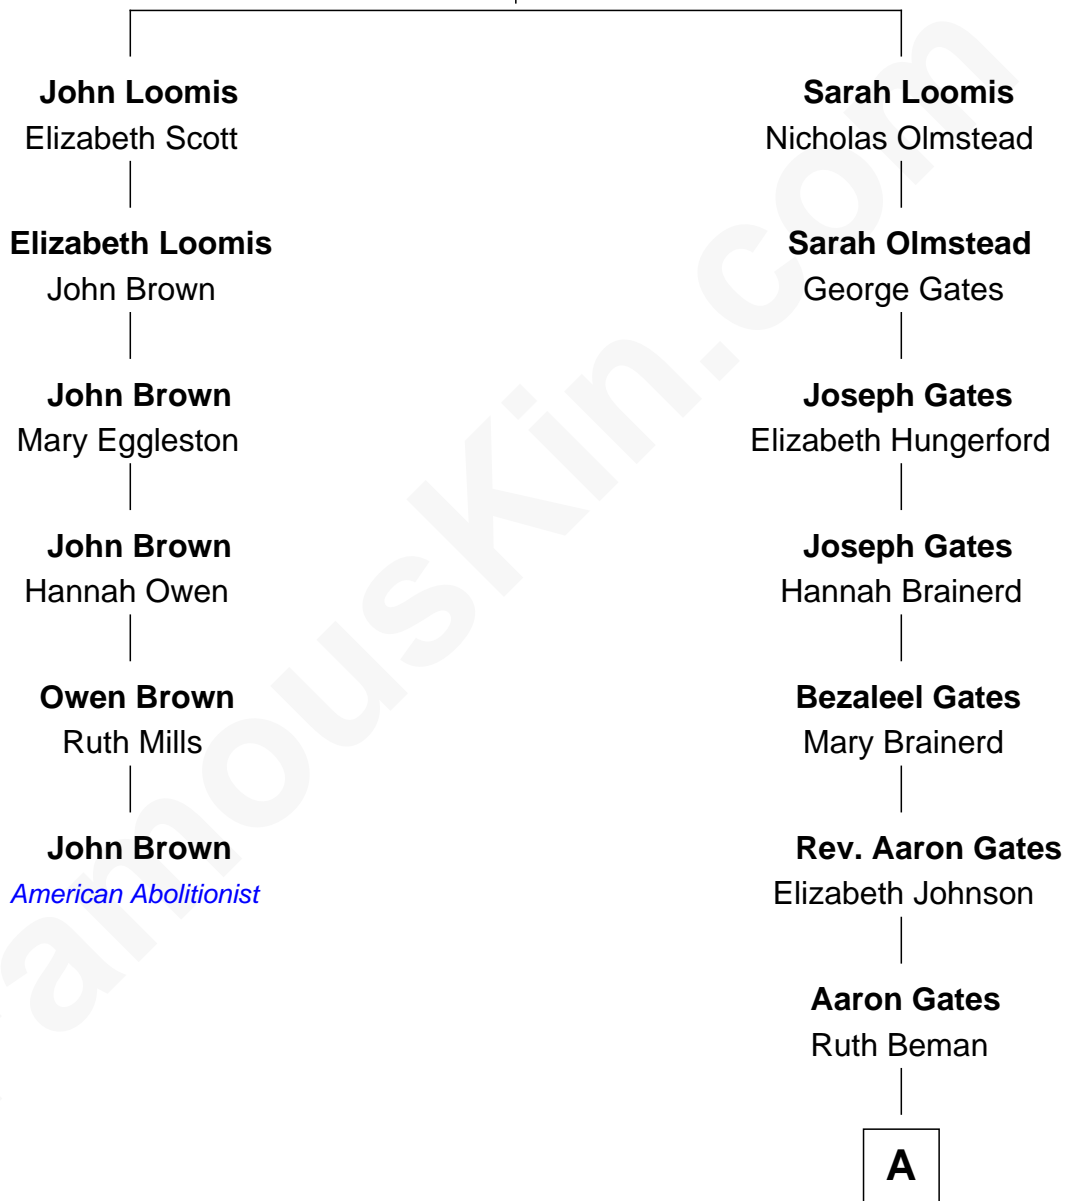 John Loomis
Elizabeth Scott
Elizabeth Loomis
John Brown
John Brown
Mary Eggleston
John Brown
Hannah Owen
Owen Brown
Ruth Mills
John Brown
American Abolitionist
Sarah Loomis
Nicholas Olmstead
Sarah Olmstead
George Gates
Joseph Gates
Elizabeth Hungerford
Joseph Gates
Hannah Brainerd
Bezaleel Gates
Mary Brainerd
Rev. Aaron Gates
Elizabeth Johnson
Aaron Gates
Ruth Beman
A
amouskin.com